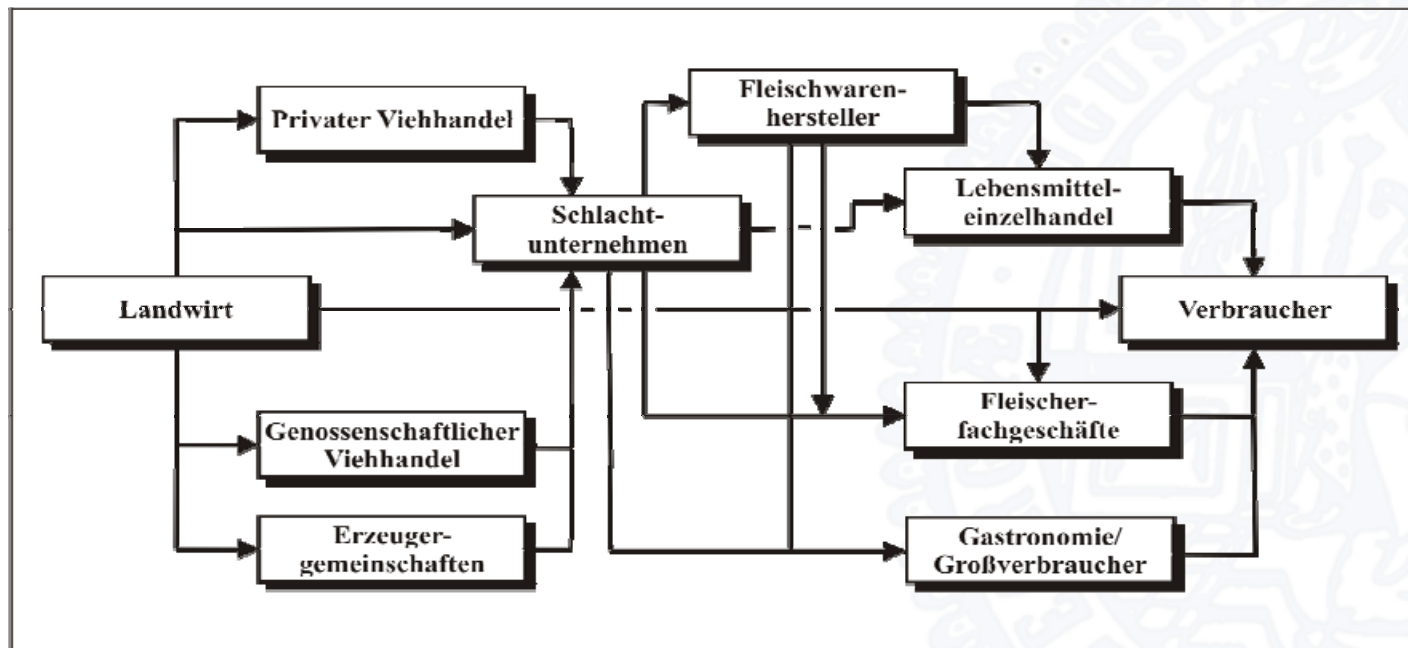 Privater Viehhandel
Fleischwaren-
hersteller
Schlacht-
unternehmen
Lebensmittel-
einzelhandel
Landwirt
Verbraucher
Genossenschaftlicher
Viehhandel
Fleischer-
fachgeschäfte
Erzeuger-
gemeinschaften
Gastronomie/
Großverbraucher